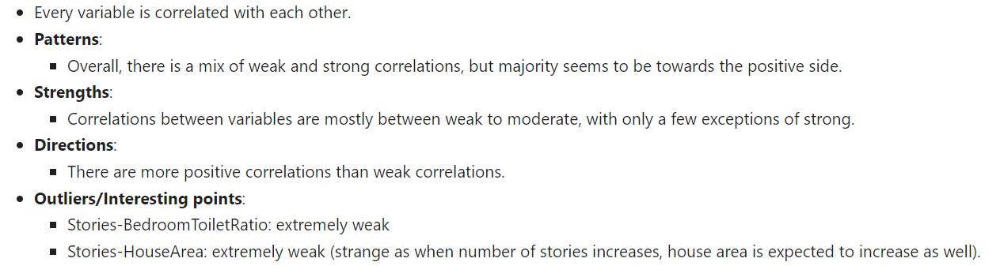 • Every variable is correlated with each other.
• Patterns:
▪ Overall, there is a mix of weak and strong correlations, but majority seems to be towards the positive side.
• Strengths:
▪ Correlations between variables are mostly between weak to moderate, with only a few exceptions of strong.
• Directions:
▪ There are more positive correlations than weak correlations.
• Outliers/Interesting points:
▪ Stories-BedroomToiletRatio: extremely weak
▪ Stories-HouseArea: extremely weak (strange as when number of stories increases, house area is expected to increase as well).